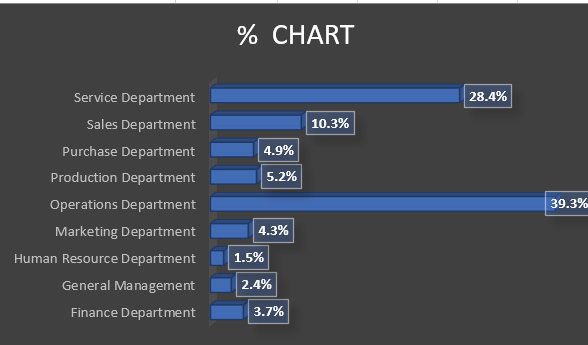 % CHART
Service Department 28.4%
Sales Department 10.3%
Purchase Department 4.9%
Production Department 5.2%
Operations Department 39.3%
Marketing Department 4.3%
Human Resource Department 1.5%
General Management 2.4%
Finance Department 3.7%